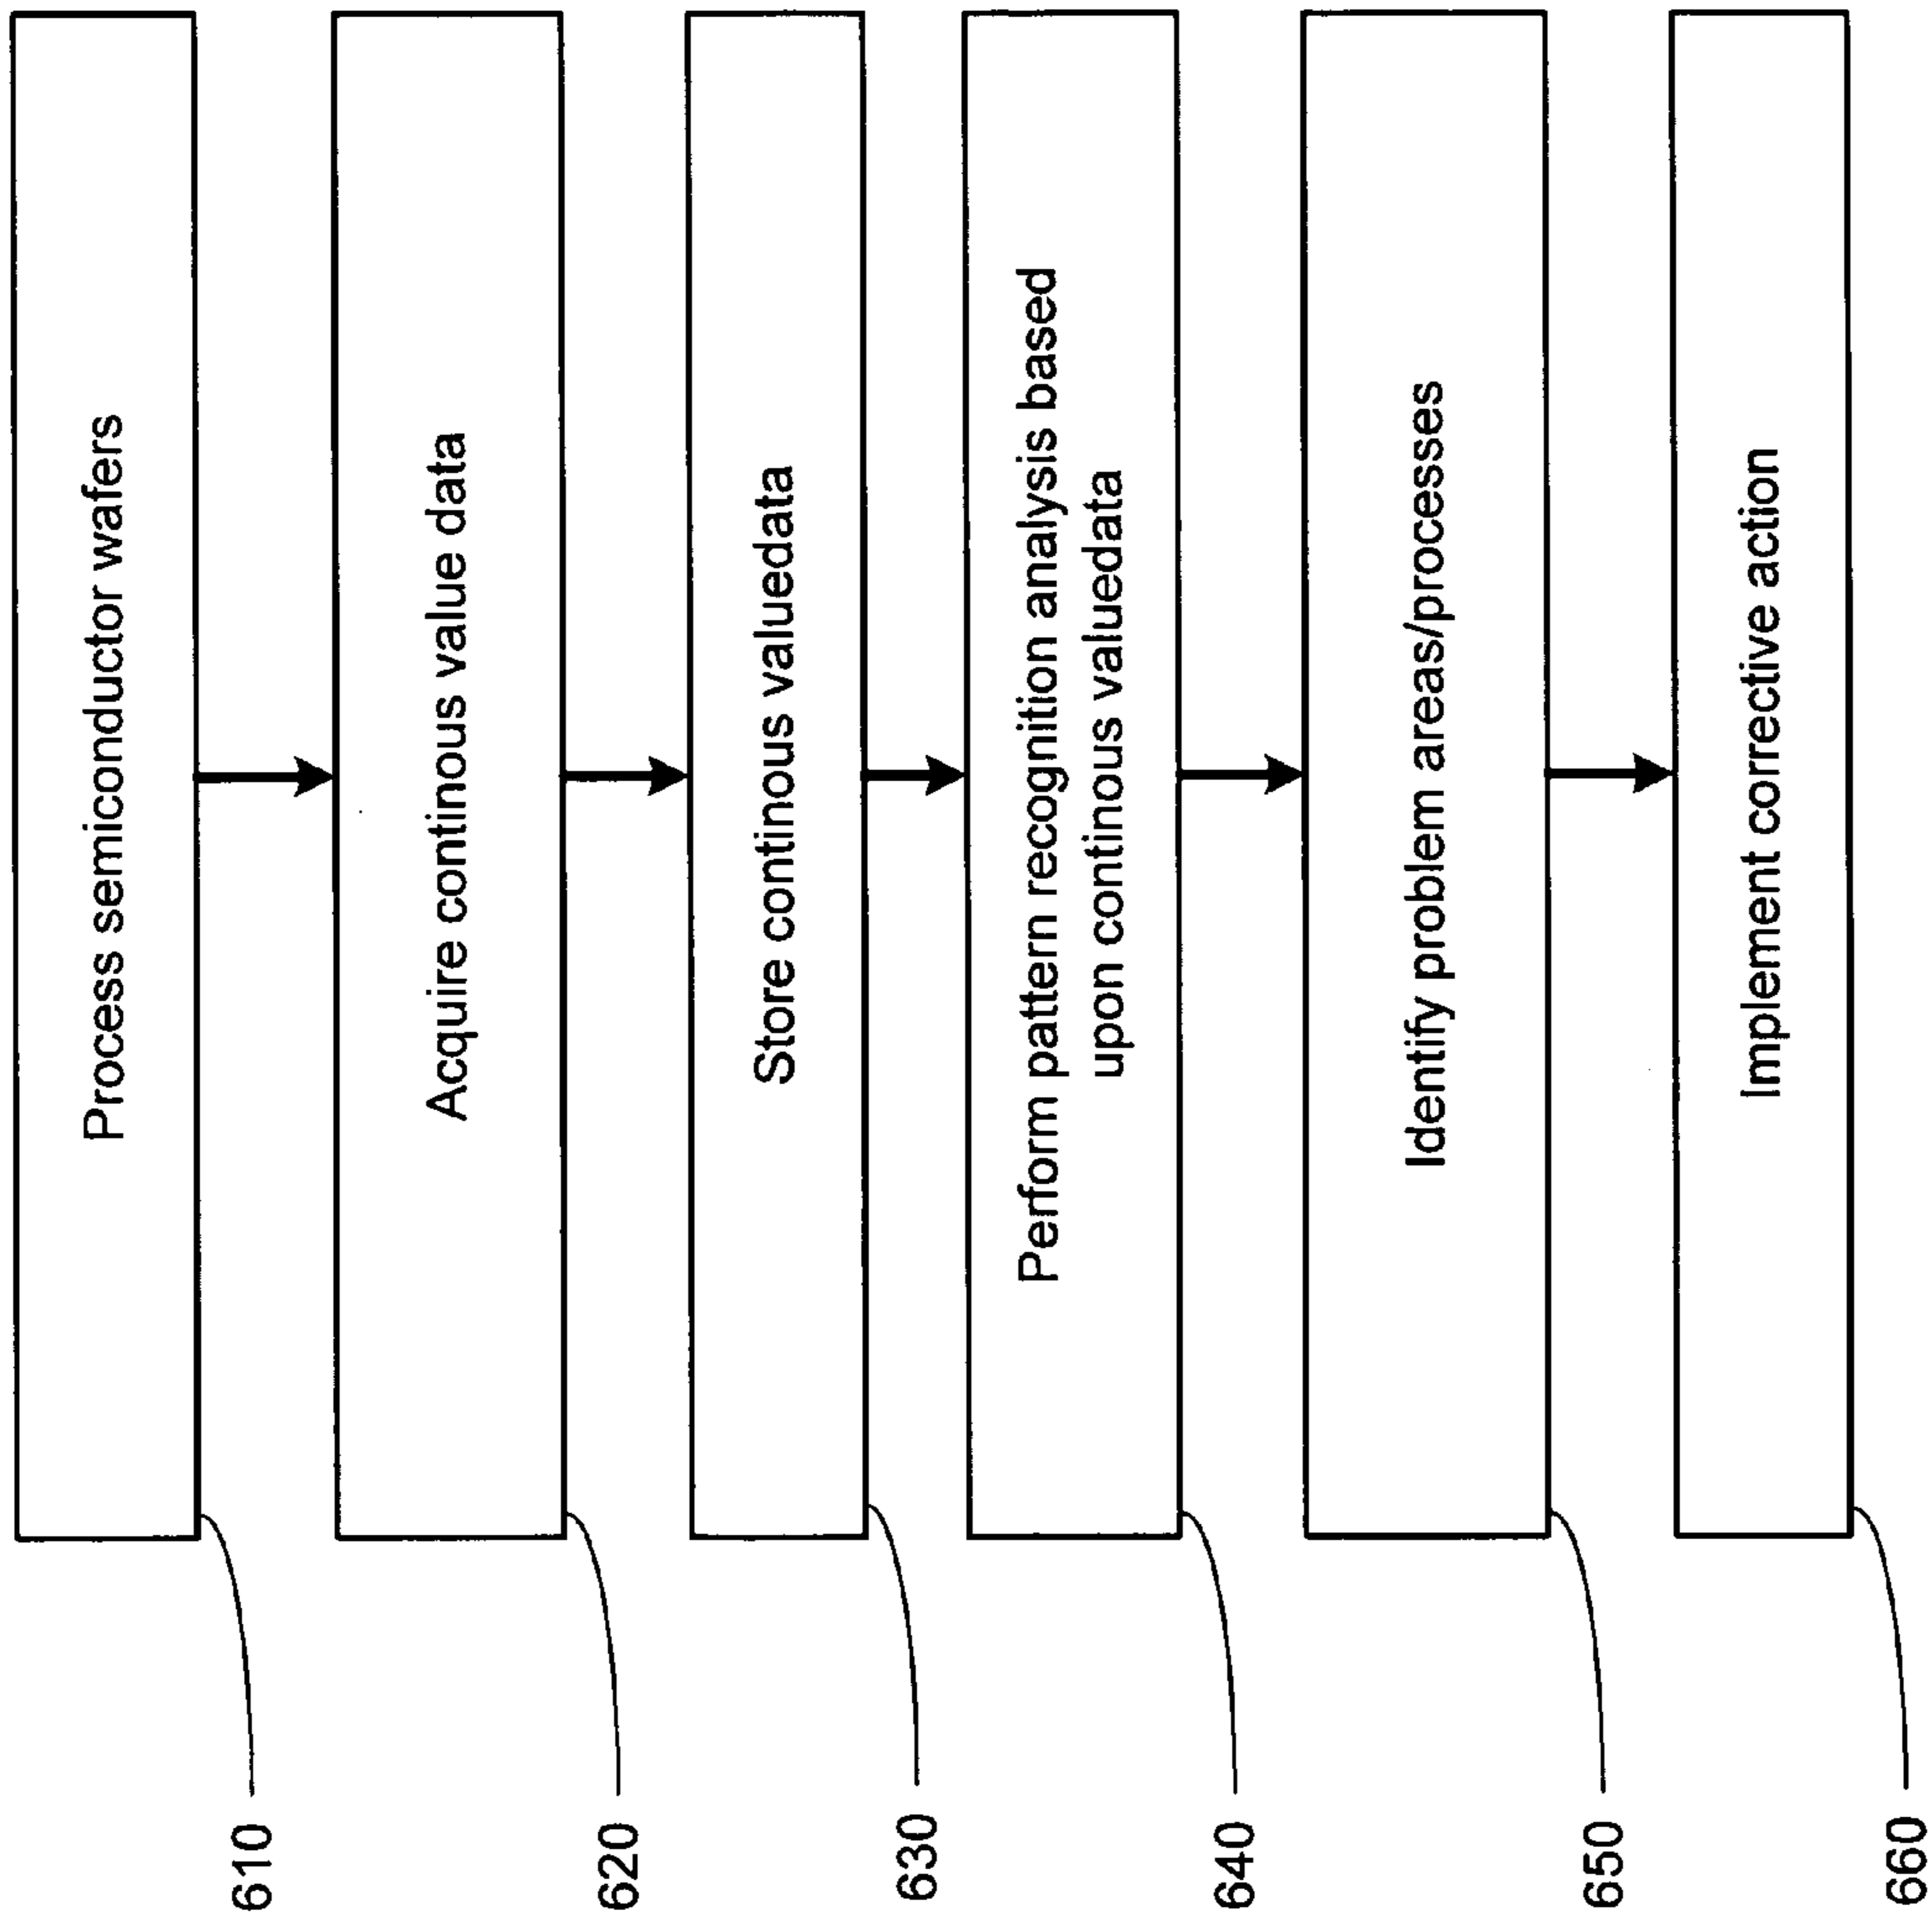 Process semiconductor wafers
610
Acquire continous value data
620
Store continous valuedata
630
Perform pattern recognition analysis based
upon continous valuedata
640
Identify problem areas/processes
650
Implement corrective action
660